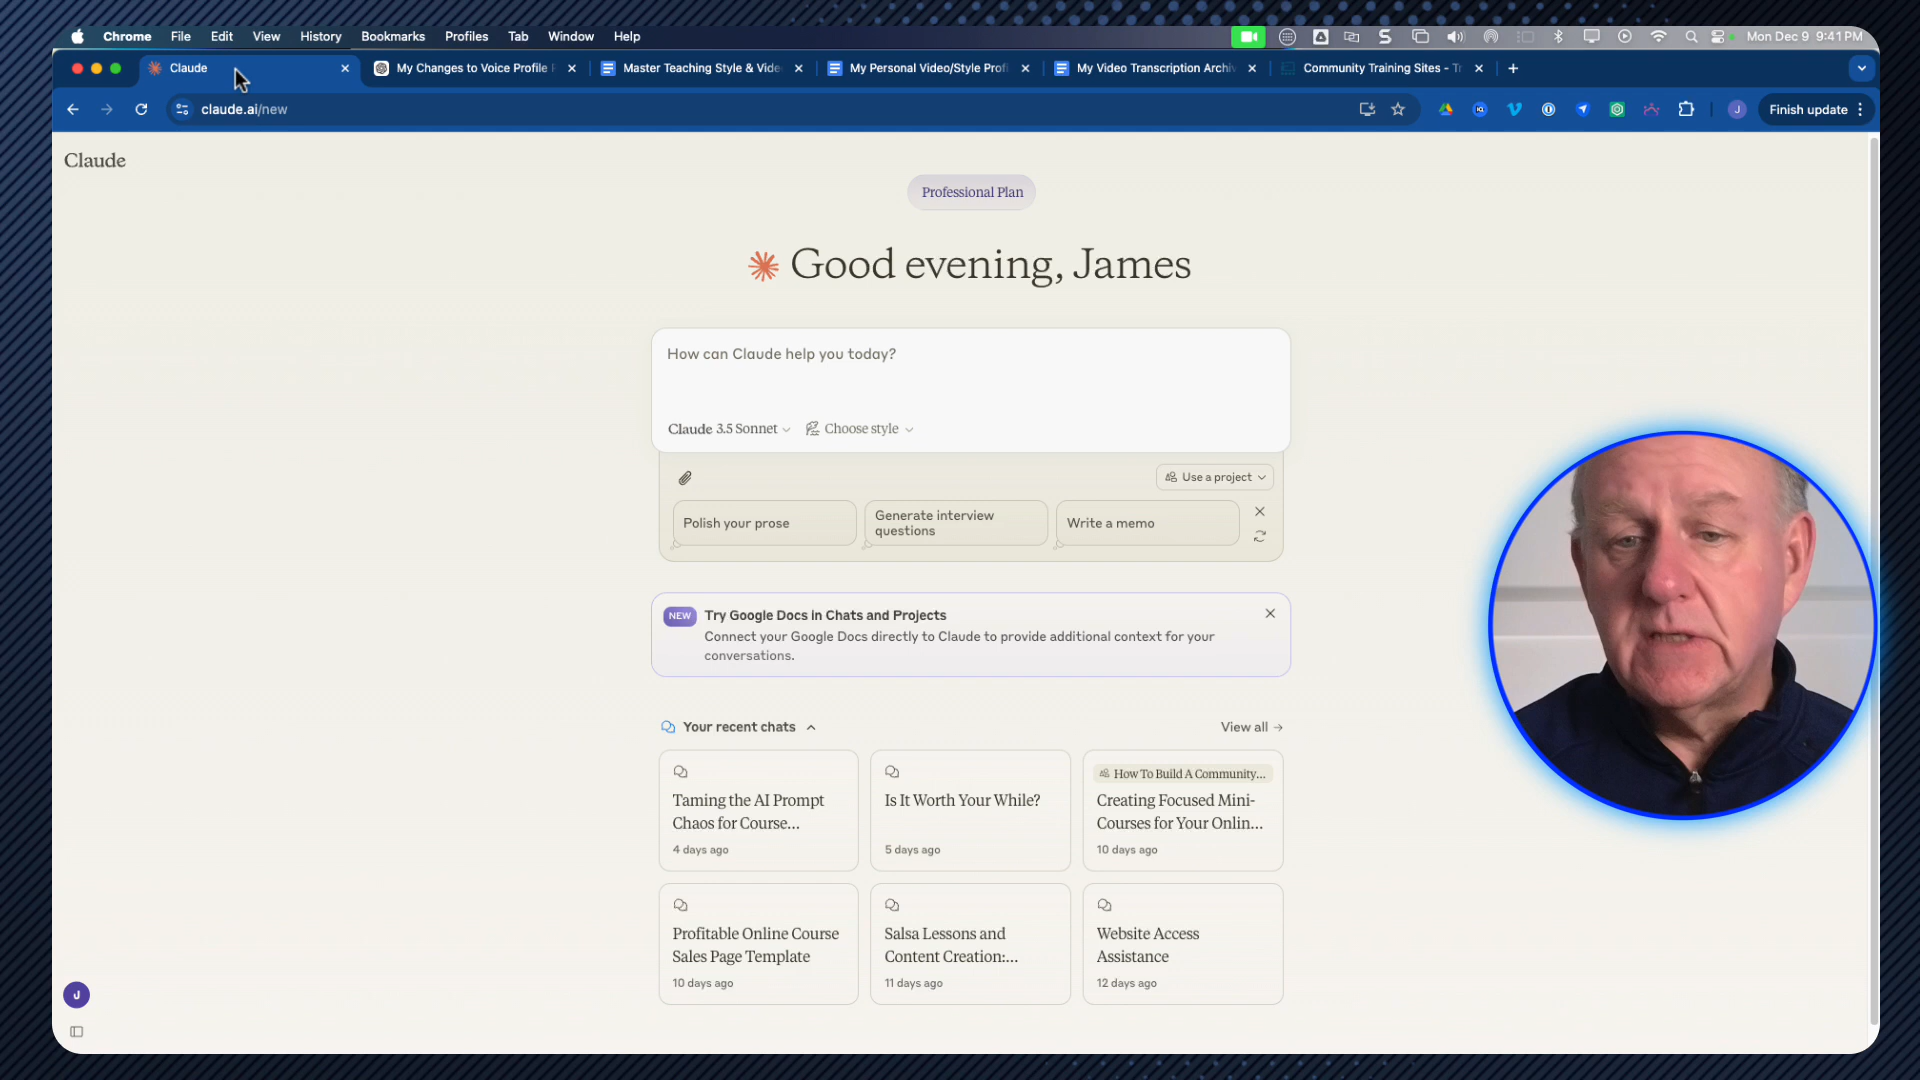 Chrome File Edit View History Bookmarks Profiles Tab Window Help Mon Dec 9 9:41 PM
Claude My Changes to Voice Profile Master Teaching Style & Vide My Personal Video/Style Profi My Video Transcription Archiv Community Training Sites - Tr
claude.ai/new J Finish update
Claude
Professional Plan
Good evening, James
How can Claude help you today?
Claude 3.5 Sonnet Choose style
Use a project
Polish your prose
Generate interview
questions
Write a memo
NEW Try Google Docs in Chats and Projects
Connect your Google Docs directly to Claude to provide additional context for your
conversations.
Your recent chats View all →
Taming the AI Prompt
Chaos for Course...
4 days ago
Is It Worth Your While?
5 days ago
How To Build A Community...
Creating Focused Mini-
Courses for Your Onlin...
10 days ago
Profitable Online Course
Sales Page Template
10 days ago
Salsa Lessons and
Content Creation:...
11 days ago
Website Access
Assistance
12 days ago
J